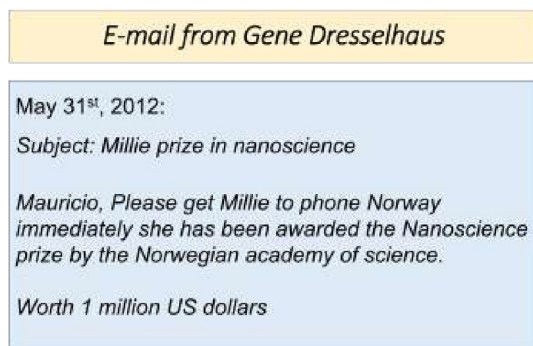 E-mail from Gene Dresselhaus
May 31st, 2012:
Subject: Millie prize in nanoscience
Mauricio, Please get Millie to phone Norway
immediately she has been awarded the Nanoscience
prize by the Norwegian academy of science.
Worth 1 million US dollars